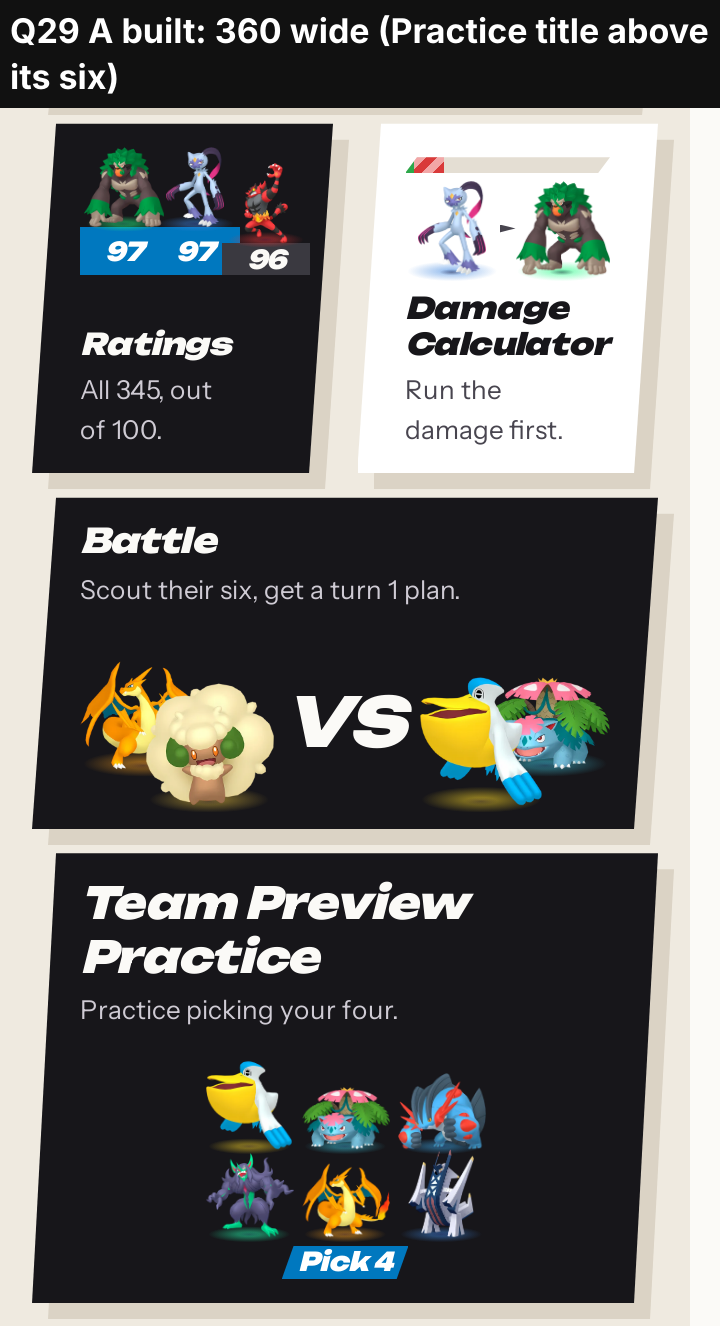 Q29 A built: 360 wide (Practice title above
its six)
97
97
96
Ratings
All 345, out
of 100.
Damage
Calculator
Run the
damage first.
Battle
Scout their six, get a turn 1 plan.
VS
Team Preview
Practice
Practice picking your four.
Pick 4